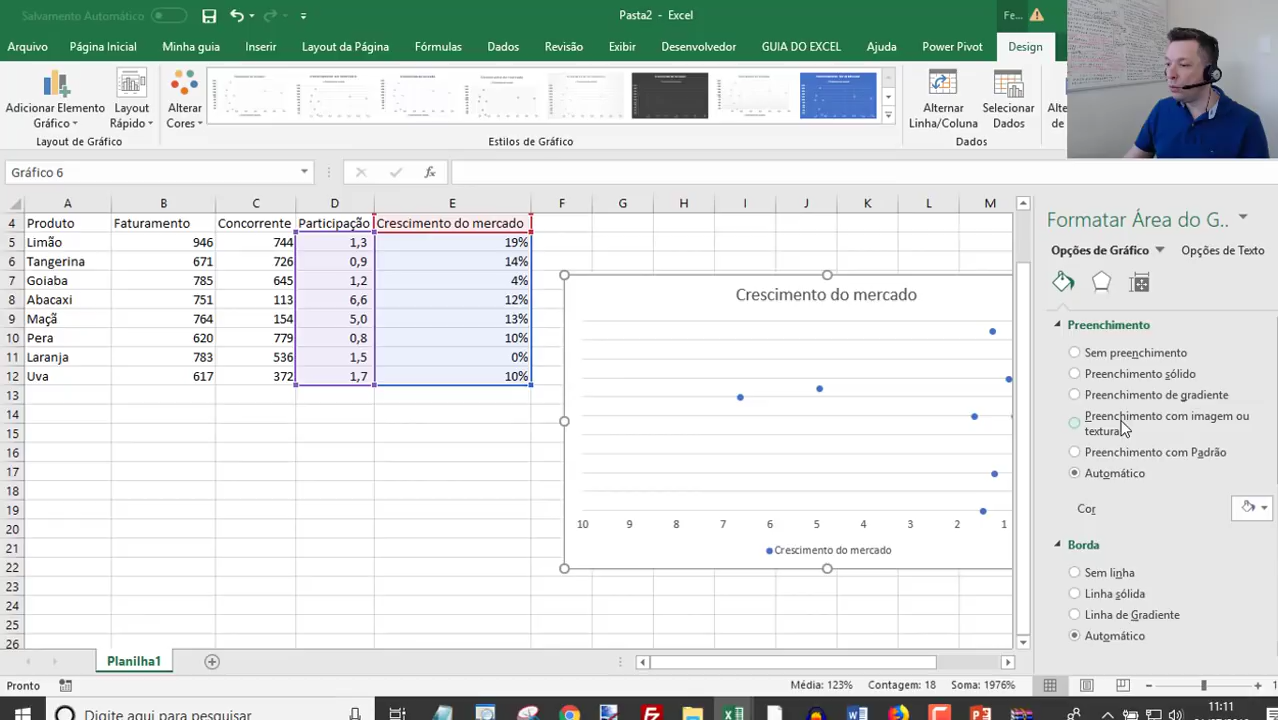 Salvamento Automático
Pasta2 - Excel
Fe...
Arquivo Página Inicial Minha guia Inserir Layout da Página Fórmulas Dados Revisão Exibir Desenvolvedor GUIA DO EXCEL Ajuda Power Pivot Design
Adicionar Elemento Gráfico
Layout Rápido
Alterar Cores
Alternar Linha/Coluna
Selecionar Dados
Alte
de
Layout de Gráfico Estilos de Gráfico Dados
Gráfico 6
fx
A B C D E F G H I J K L M
4 Produto Faturamento Concorrente Participação Crescimento do mercado
5 Limão 946 744 1,3 19%
6 Tangerina 671 726 0,9 14%
7 Goiaba 785 645 1,2 4%
8 Abacaxi 751 113 6,6 12%
9 Maçã 764 154 5,0 13%
10 Pera 620 779 0,8 10%
11 Laranja 783 536 1,5 0%
12 Uva 617 372 1,7 10%
13
14
15
16
17
18
19
20
21
22
23
24
25
26
Crescimento do mercado
10 9 8 7 6 5 4 3 2 1
Crescimento do mercado
Formatar Área do G..
Opções de Gráfico Opções de Texto
Preenchimento
Sem preenchimento
Preenchimento sólido
Preenchimento de gradiente
Preenchimento com imagem ou
textura
Preenchimento com Padrão
Automático
Cor
Borda
Sem linha
Linha sólida
Linha de Gradiente
Automático
Planilha1
Pronto
Média: 123% Contagem: 18 Soma: 1976%
Digite aqui para pesquisar
11:11